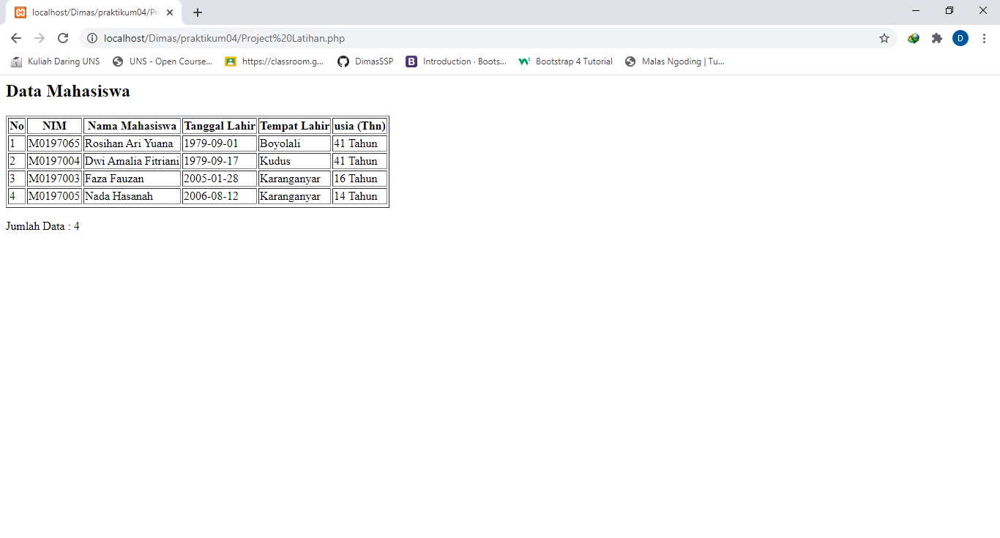 localhost/Dimas/praktikum04/Pro
localhost/Dimas/praktikum04/Project%20Latihan.php
D
Kuliah Daring UNS UNS - Open Course... https://classroom.g... DimasSSP B Introduction · Boots... W3 Bootstrap 4 Tutorial Malas Ngoding | Tu...
Data Mahasiswa
No NIM Nama Mahasiswa Tanggal Lahir Tempat Lahir usia (Thn)
1 M0197065 Rosihan Ari Yuana 1979-09-01 Boyolali 41 Tahun
2 M0197004 Dwi Amalia Fitriani 1979-09-17 Kudus 41 Tahun
3 M0197003 Faza Fauzan 2005-01-28 Karanganyar 16 Tahun
4 M0197005 Nada Hasanah 2006-08-12 Karanganyar 14 Tahun
Jumlah Data : 4